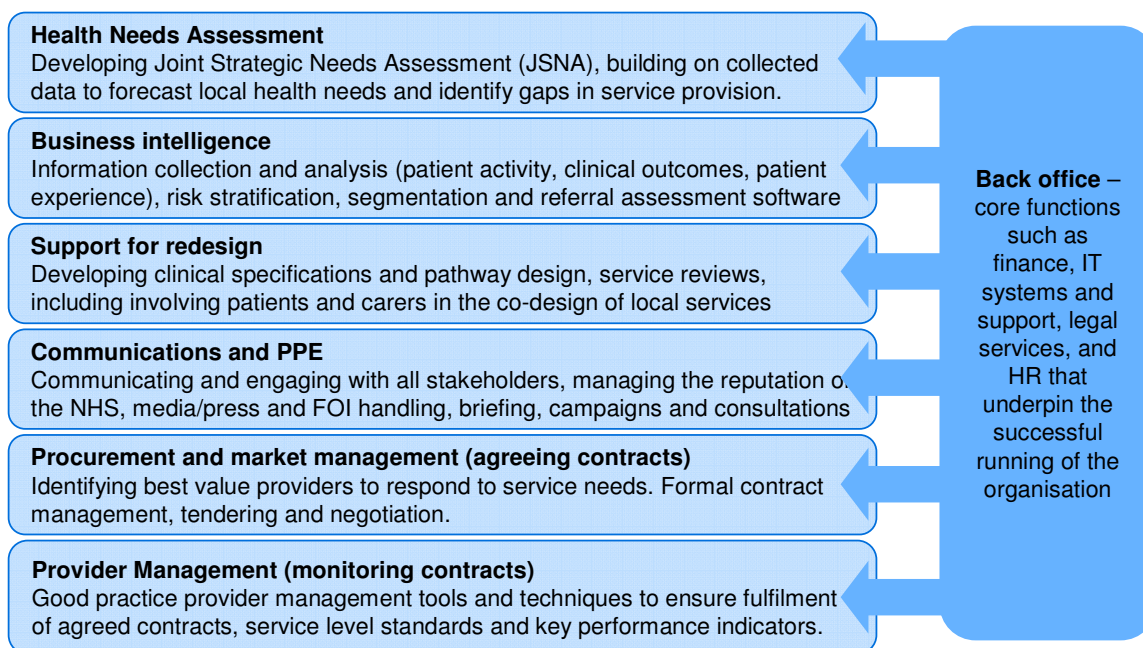 Health Needs Assessment
Developing Joint Strategic Needs Assessment (JSNA), building on collected
data to forecast local health needs and identify gaps in service provision.
Business intelligence
Information collection and analysis (patient activity, clinical outcomes, patient
experience), risk stratification, segmentation and referral assessment software
Support for redesign
Developing clinical specifications and pathway design, service reviews,
including involving patients and carers in the co-design of local services
Communications and PPE
Communicating and engaging with all stakeholders, managing the reputation of
the NHS, media/press and FOI handling, briefing, campaigns and consultations
Procurement and market management (agreeing contracts)
Identifying best value providers to respond to service needs. Formal contract
management, tendering and negotiation.
Provider Management (monitoring contracts)
Good practice provider management tools and techniques to ensure fulfilment
of agreed contracts, service level standards and key performance indicators.
Back office –
core functions
such as
finance, IT
systems and
support, legal
services, and
HR that
underpin the
successful
running of the
organisation